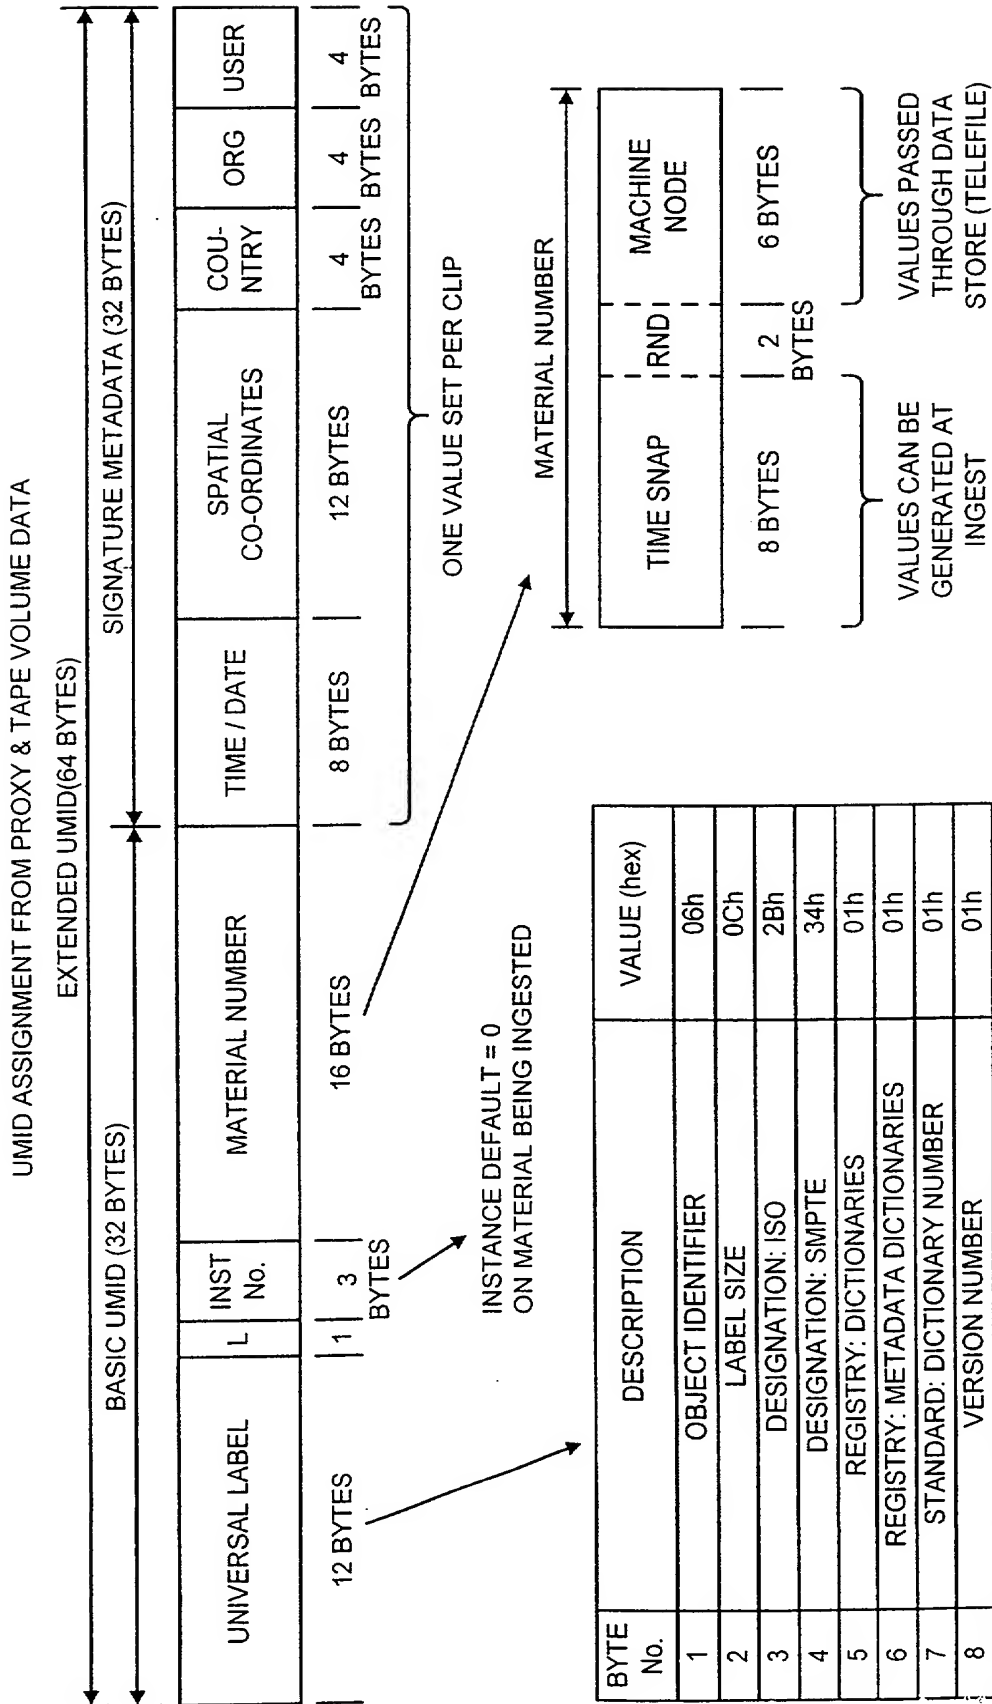 UMID ASSIGNMENT FROM PROXY & TAPE VOLUME DATA
EXTENDED UMID(64 BYTES)
BASIC UMID (32 BYTES)
SIGNATURE METADATA (32 BYTES)
UNIVERSAL LABEL
L
INST
No.
MATERIAL NUMBER
TIME / DATE
SPATIAL
CO-ORDINATES
COU-
NTRY
ORG
USER
12 BYTES
1
3
BYTES
16 BYTES
8 BYTES
12 BYTES
4
BYTES
4
BYTES
4
BYTES
INSTANCE DEFAULT = 0
ON MATERIAL BEING INGESTED
ONE VALUE SET PER CLIP
MATERIAL NUMBER
TIME SNAP
RND
MACHINE
NODE
8 BYTES
2
BYTES
6 BYTES
VALUES CAN BE
GENERATED AT
INGEST
VALUES PASSED
THROUGH DATA
STORE (TELEFILE)
BYTE
No.
DESCRIPTION
VALUE (hex)
1 OBJECT IDENTIFIER 06h
2 LABEL SIZE 0Ch
3 DESIGNATION: ISO 2Bh
4 DESIGNATION: SMPTE 34h
5 REGISTRY: DICTIONARIES 01h
6 REGISTRY: METADATA DICTIONARIES 01h
7 STANDARD: DICTIONARY NUMBER 01h
8 VERSION NUMBER 01h